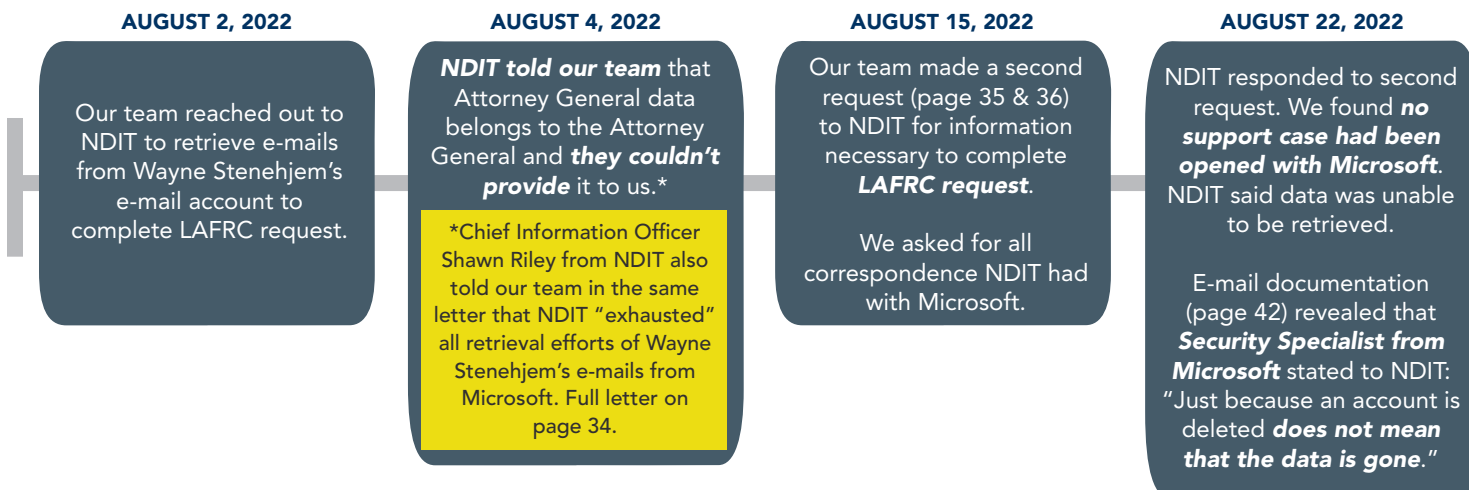 AUGUST 2, 2022
Our team reached out to
NDIT to retrieve e-mails
from Wayne Stenehjem’s
e-mail account to
complete LAFRC request.
AUGUST 4, 2022
NDIT told our team that
Attorney General data
belongs to the Attorney
General and they couldn’t
provide it to us.*
*Chief Information Officer
Shawn Riley from NDIT also
told our team in the same
letter that NDIT “exhausted”
all retrieval efforts of Wayne
Stenehjem’s e-mails from
Microsoft. Full letter on
page 34.
AUGUST 15, 2022
Our team made a second
request (page 35 & 36)
to NDIT for information
necessary to complete
LAFRC request.
We asked for all
correspondence NDIT had
with Microsoft.
AUGUST 22, 2022
NDIT responded to second
request. We found no
support case had been
opened with Microsoft.
NDIT said data was unable
to be retrieved.
E-mail documentation
(page 42) revealed that
Security Specialist from
Microsoft stated to NDIT:
“Just because an account is
deleted does not mean
that the data is gone.”